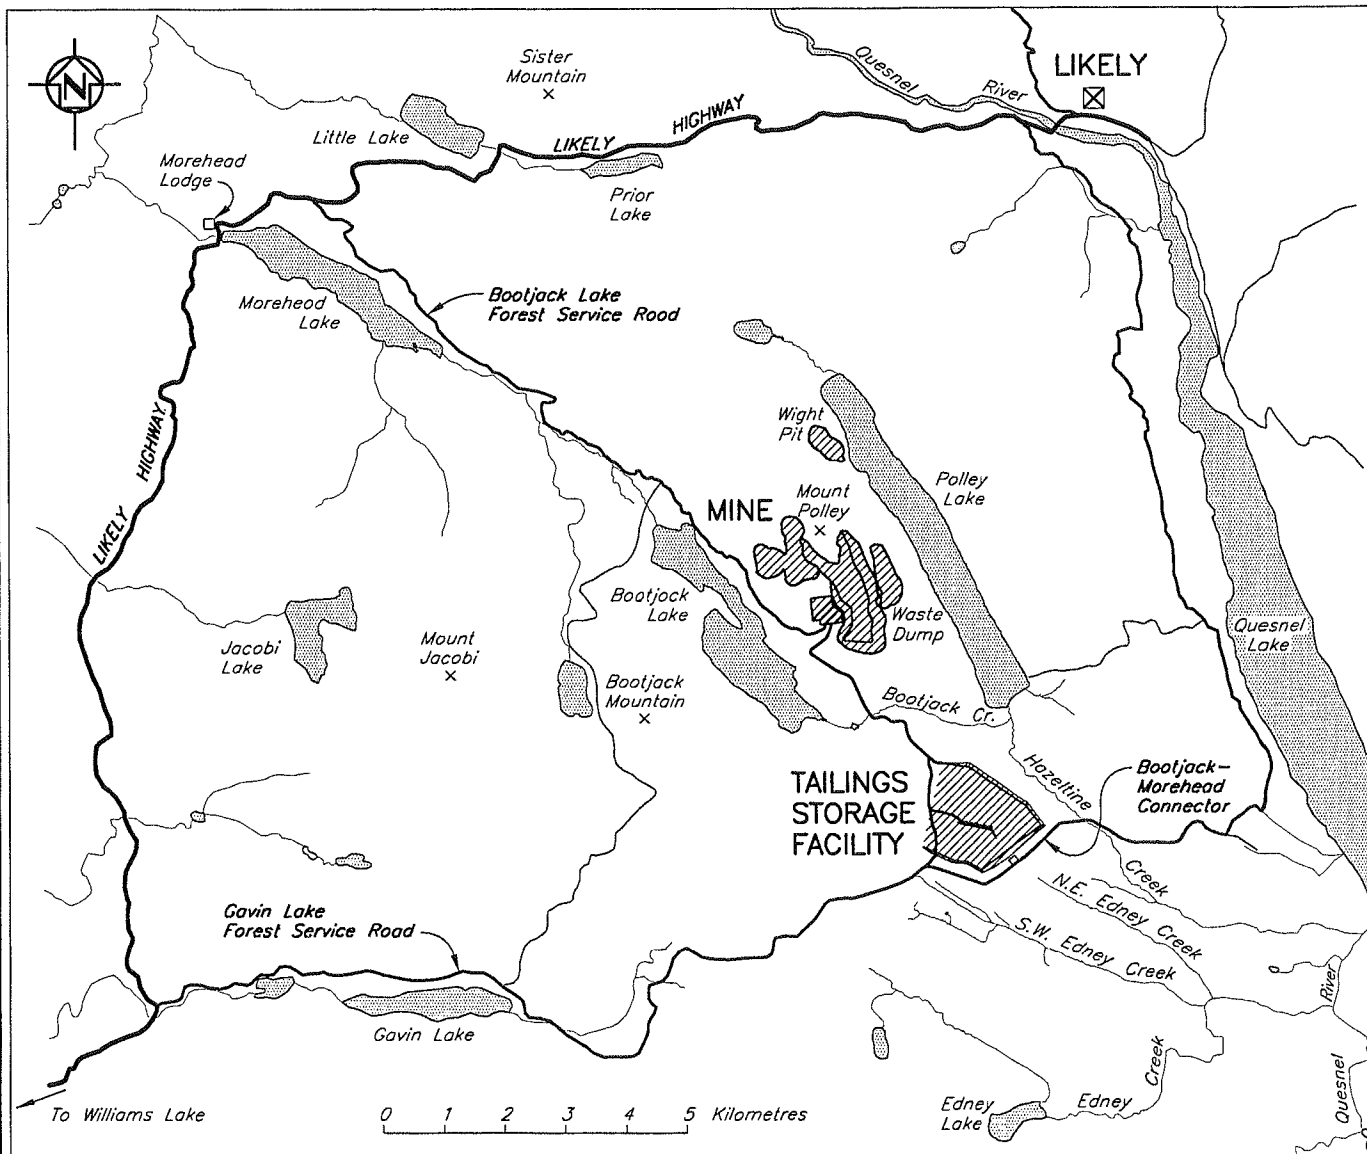 N
Sister
Mountain
Quesnel
River
LIKELY
Little Lake
LIKELY
HIGHWAY
Morehead
Lodge
Prior
Lake
Morehead
Lake
Bootjack Lake
Forest Service Road
Wight
Pit
HIGHWAY
LIKELY
MINE
Mount
Polley
Polley
Lake
Bootjack
Lake
Waste
Dump
Jacobi
Lake
Mount
Jacobi
Bootjack
Mountain
Quesnel
Lake
Bootjack Cr.
TAILINGS
STORAGE
FACILITY
Hazeltine
Creek
Bootjack-
Morehead
Connector
N.E. Edney Creek
S.W. Edney Creek
Gavin Lake
Forest Service Road
Gavin Lake
River
Quesnel
Edney
Lake
Edney
Creek
To Williams Lake
0 1 2 3 4 5 Kilometres